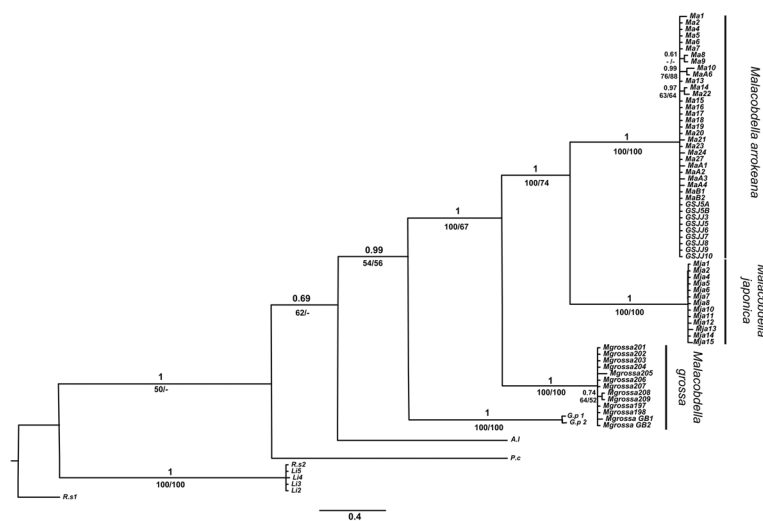 Ma1
Ma2
Ma4
Ma5
Ma6
Ma7
0.61
Ma8
- /-
Ma9
0.99
Ma10
76/88
MaA6
Ma13
0.97
Ma14
63/64
Ma22
Ma15
Ma16
Ma17
Ma18
Ma19
Ma20
Ma21
Ma23
Ma24
Ma27
MaA1
MaA2
MaA3
MaA4
MaB1
MaB2
GSJ5A
GSJ5B
GSJJ3
GSJJ5
GSJJ6
GSJJ7
GSJJ8
GSJJ9
GSJJ10
Malacobdella arrokeana
1
100/100
1
100/74
Mja1
Mja2
Mja4
Mja5
Mja6
Mja7
Mja8
Mja10
Mja11
Mja12
Mja13
Mja14
Mja15
Malacobdella
japonica
1
100/100
1
100/67
Mgrossa201
Mgrossa202
Mgrossa203
Mgrossa204
Mgrossa205
Mgrossa206
Mgrossa207
0.74
Mgrossa208
64/52
Mgrossa209
Mgrossa197
Mgrossa198
Mgrossa GB1
Mgrossa GB2
Malacobdella
grossa
1
100/100
0.99
54/56
1
100/100
G.p 1
G.p 2
0.69
62/-
A.l
P.c
1
50/-
1
100/100
R.s2
Li5
Li4
Li3
Li2
R.s1
0.4